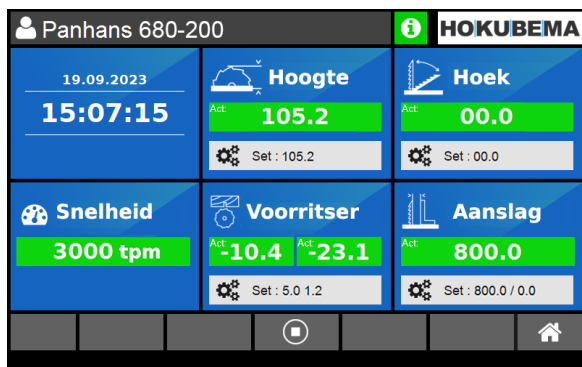 Panhans 680-200
i
HOKUBEMA
19.09.2023
15:07:15
Hoogte
Act:
105.2
Set : 105.2
Hoek
Act:
00.0
Set : 00.0
Snelheid
3000 tpm
Voorritser
Act: -10.4 Act: -23.1
Set : 5.0 1.2
Aanslag
Act:
800.0
Set : 800.0 / 0.0